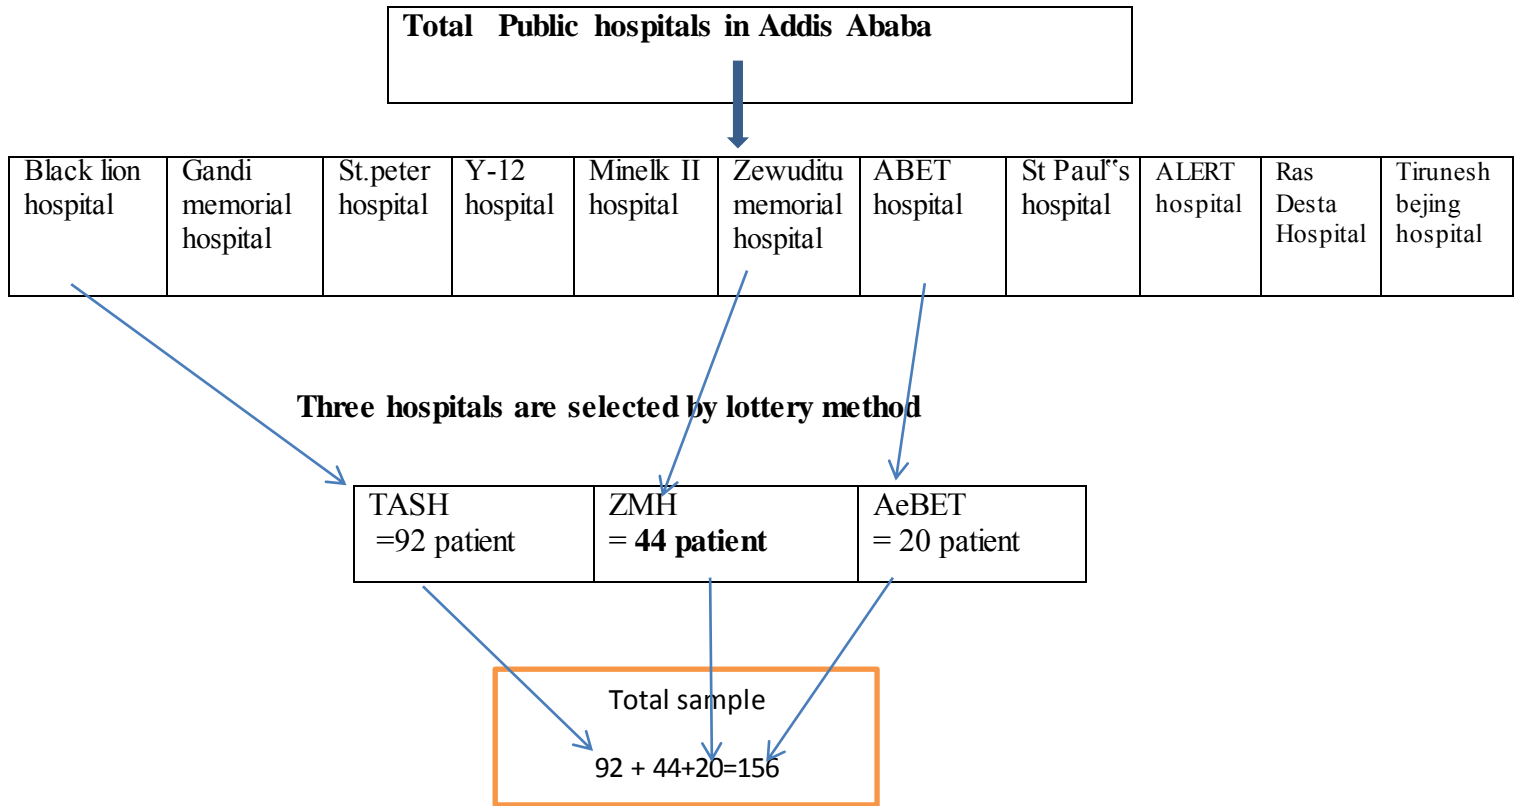 Total Public hospitals in Addis Ababa
Black lion
hospital
Gandi
memorial
hospital
St.peter
hospital
Y-12
hospital
Minelk II
hospital
Zewuditu
memorial
hospital
ABET
hospital
St Paul‟s
hospital
ALERT
hospital
Ras
Desta
Hospital
Tirunesh
bejing
hospital
Three hospitals are selected by lottery method
TASH
=92 patient
ZMH
= 44 patient
AeBET
= 20 patient
Total sample
92 + 44+20=156